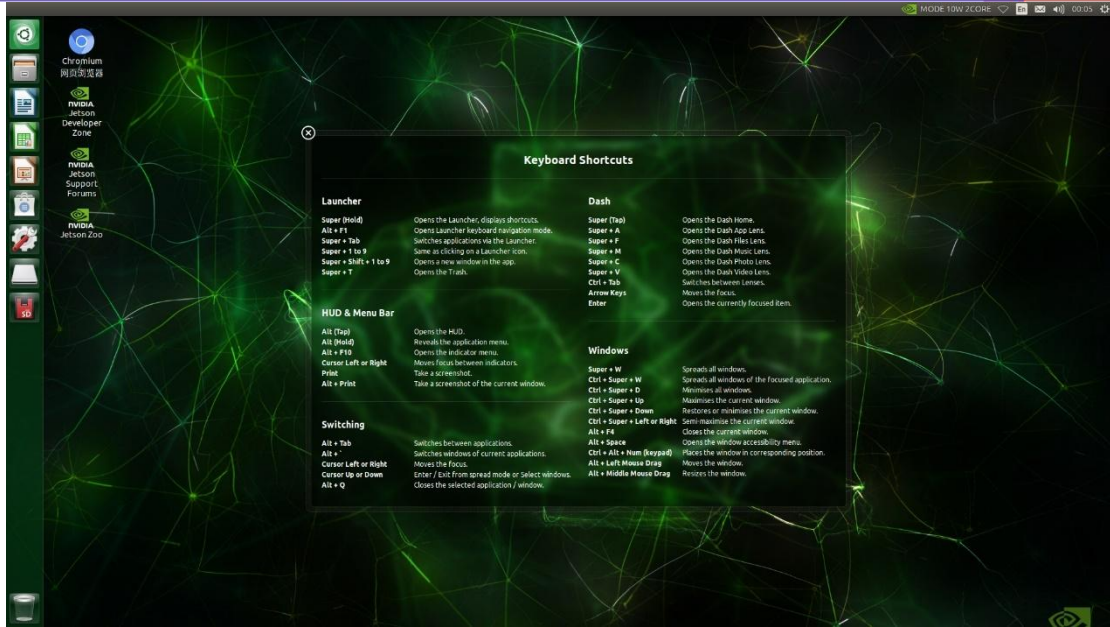 MODE 10W 2CORE En 00:05
Chromium
网页浏览器
NVIDIA
Jetson
Developer
Zone
NVIDIA
Jetson
Support
Forums
NVIDIA
Jetson Zoo
SD
Keyboard Shortcuts
Launcher
Super (Hold) Opens the Launcher, displays shortcuts.
Alt + F1 Opens Launcher keyboard navigation mode.
Super + Tab Switches applications via the Launcher.
Super + 1 to 9 Same as clicking on a Launcher icon.
Super + Shift + 1 to 9 Opens a new window in the app.
Super + T Opens the Trash.
HUD & Menu Bar
Alt (Tap) Opens the HUD.
Alt (Hold) Reveals the application menu.
Alt + F10 Opens the indicator menu.
Cursor Left or Right Moves focus between indicators.
Print Take a screenshot.
Alt + Print Take a screenshot of the current window.
Switching
Alt + Tab Switches between applications.
Alt + ` Switches windows of current applications.
Cursor Left or Right Moves the focus.
Cursor Up or Down Enter / Exit from spread mode or Select windows.
Alt + Q Closes the selected application / window.
Dash
Super (Tap) Opens the Dash Home.
Super + A Opens the Dash App Lens.
Super + F Opens the Dash Files Lens.
Super + M Opens the Dash Music Lens.
Super + C Opens the Dash Photo Lens.
Super + V Opens the Dash Video Lens.
Ctrl + Tab Switches between Lenses.
Arrow Keys Moves the focus.
Enter Opens the currently focused item.
Windows
Super + W Spreads all windows.
Ctrl + Super + W Spreads all windows of the focused application.
Ctrl + Super + D Minimises all windows.
Ctrl + Super + Up Maximises the current window.
Ctrl + Super + Down Restores or minimises the current window.
Ctrl + Super + Left or Right Semi-maximise the current window.
Alt + F4 Closes the current window.
Alt + Space Opens the window accessibility menu.
Ctrl + Alt + Num (keypad) Places the window in corresponding position.
Alt + Left Mouse Drag Moves the window.
Alt + Middle Mouse Drag Resizes the window.